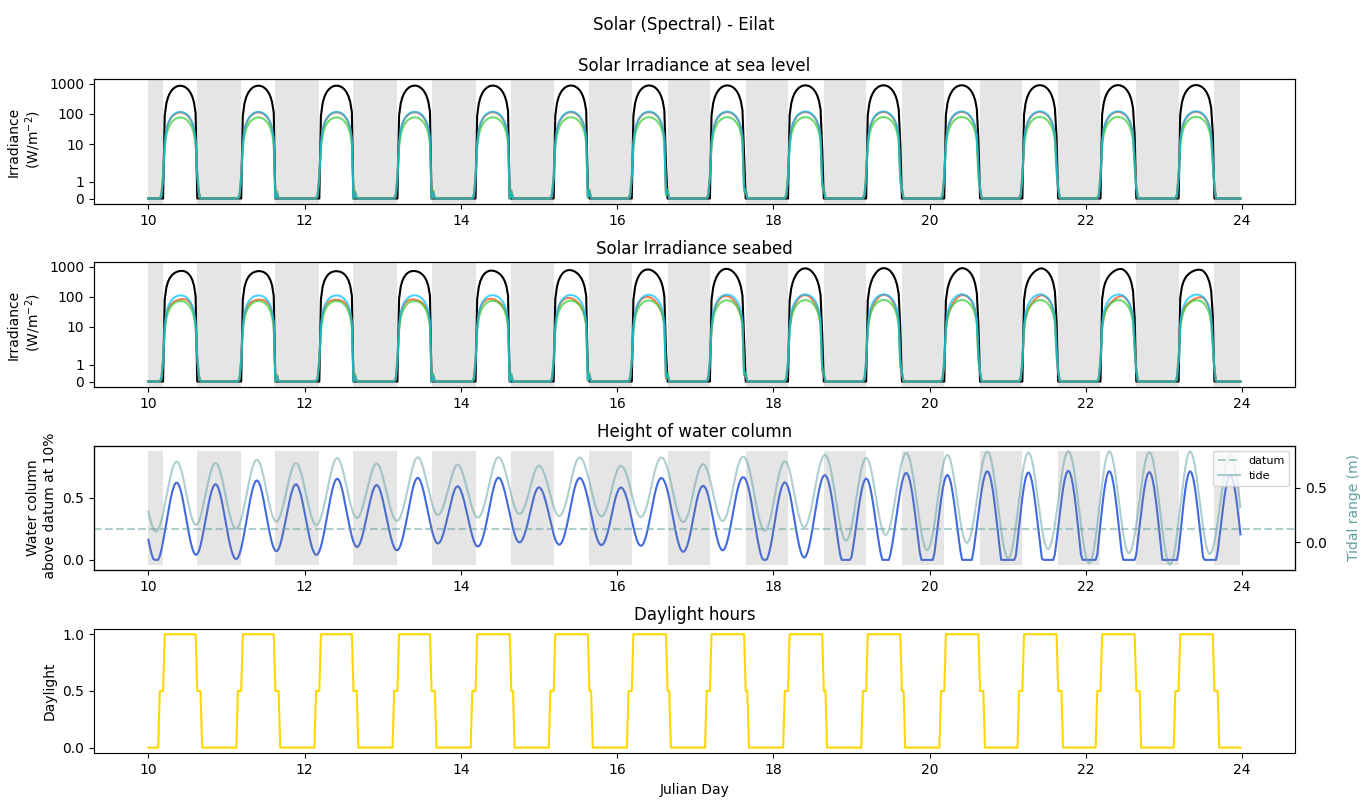 Solar (Spectral) - Eilat
Solar Irradiance at sea level
Irradiance
(W/m⁻²)
1000
100
10
1
0
10 12 14 16 18 20 22 24
Solar Irradiance seabed
Irradiance
(W/m⁻²)
1000
100
10
1
0
10 12 14 16 18 20 22 24
Height of water column
Water column
above datum at 10%
0.5
0.0
datum
tide
0.5
0.0
Tidal range (m)
10 12 14 16 18 20 22 24
Daylight hours
Daylight
1.0
0.5
0.0
10 12 14 16 18 20 22 24
Julian Day